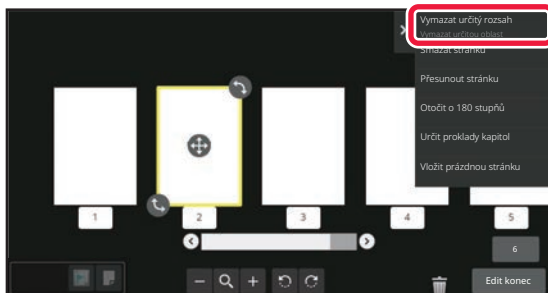 Vymazat určitý rozsah
Vymazat určitou oblast
Smazat stránku
Přesunout stránku
Otočit o 180 stupňů
Určit proklady kapitol
Vložit prázdnou stránku
1
2
3
4
5
6
Edit konec